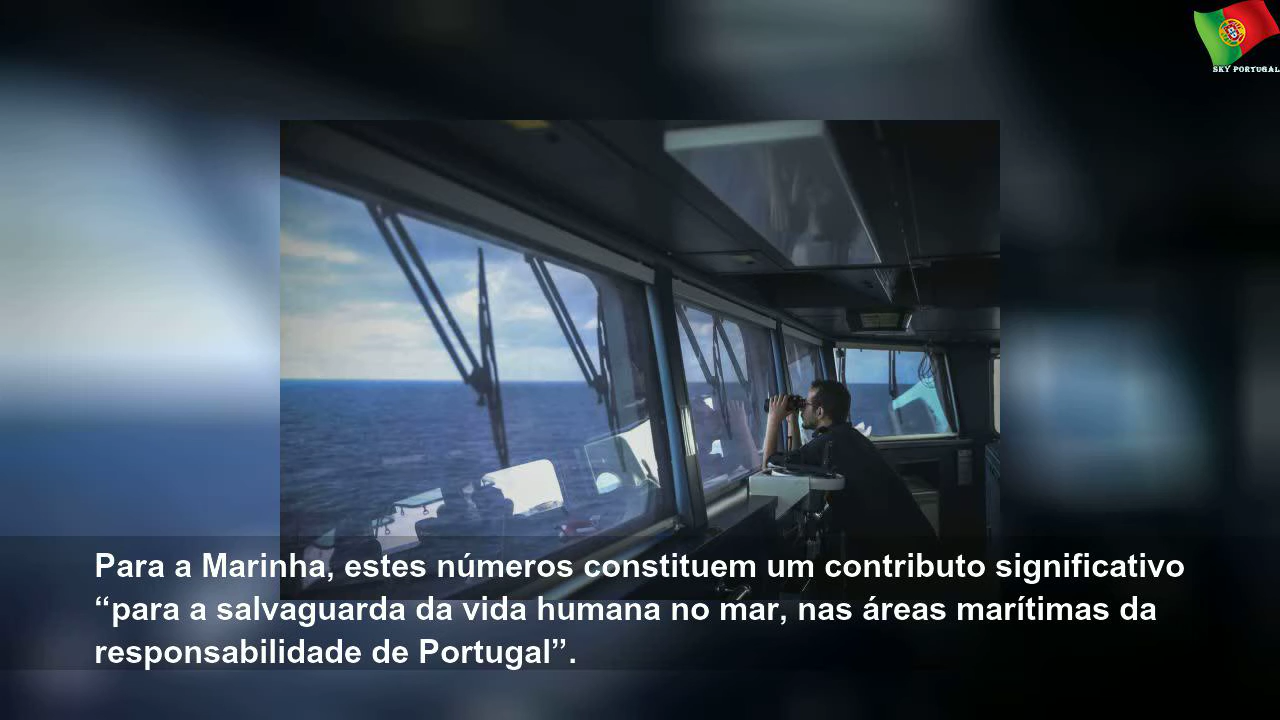 SKY PORTUGAL
Para a Marinha, estes números constituem um contributo significativo
“para a salvaguarda da vida humana no mar, nas áreas marítimas da
responsabilidade de Portugal”.